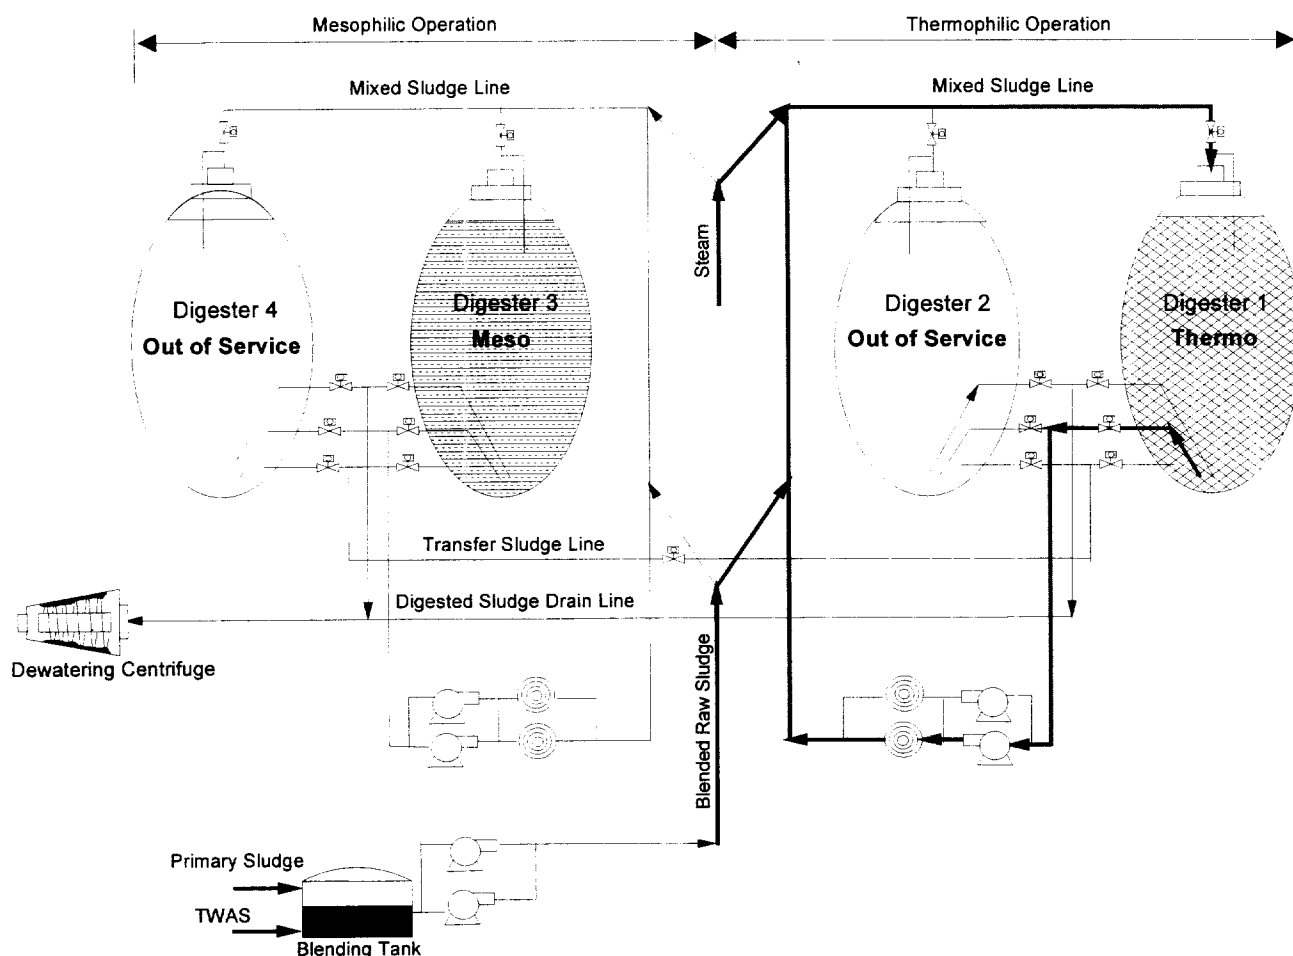 Mesophilic Operation
Thermophilic Operation
Mixed Sludge Line
Mixed Sludge Line
Steam
Digester 4
Out of Service
Digester 3
Meso
Digester 2
Out of Service
Digester 1
Thermo
Transfer Sludge Line
Digested Sludge Drain Line
Dewatering Centrifuge
Blended Raw Sludge
Primary Sludge
TWAS
Blending Tank